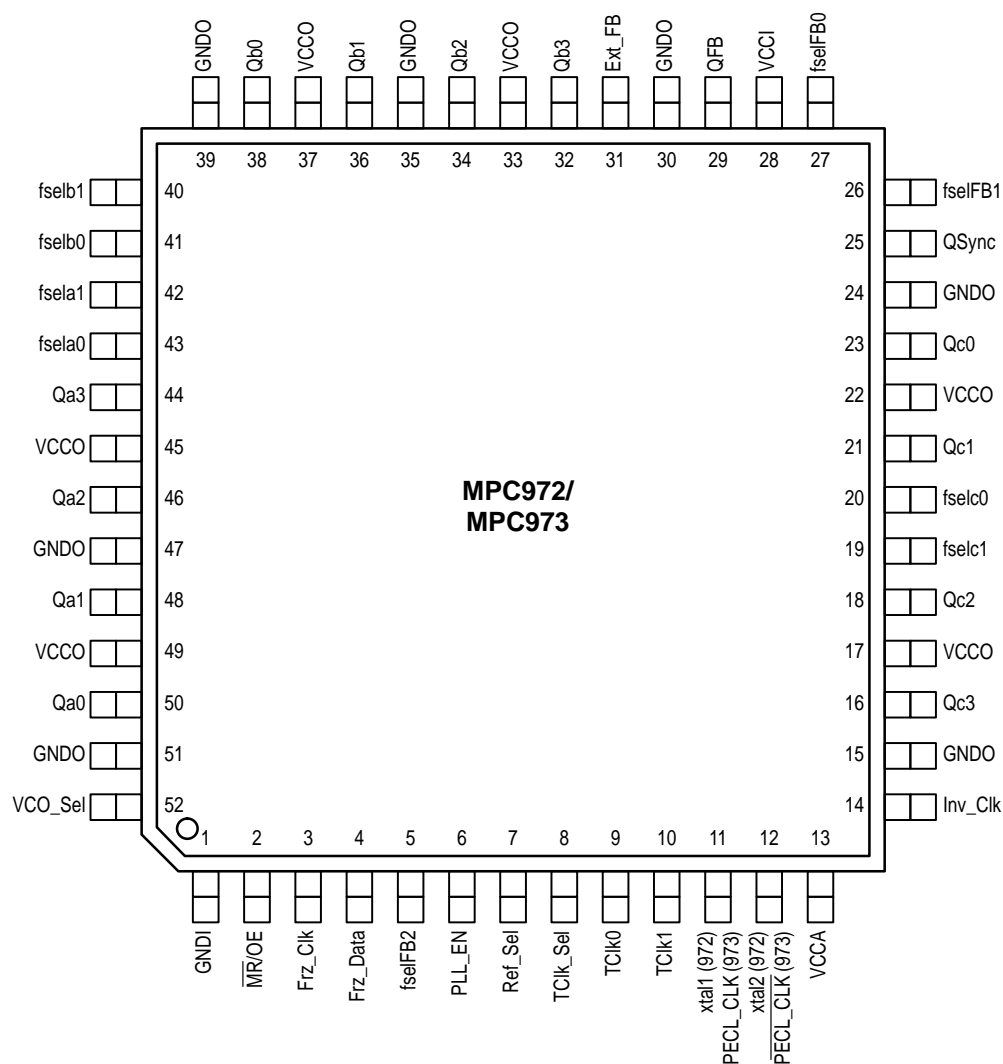 GNDO
Qb0
VCCO
Qb1
GNDO
Qb2
VCCO
Qb3
Ext_FB
GNDO
QFB
VCCI
fselFB0
39 38 37 36 35 34 33 32 31 30 29 28 27
fselb1 40 26 fselFB1
fselb0 41 25 QSync
fsela1 42 24 GNDO
fsela0 43 23 Qc0
Qa3 44 22 VCCO
VCCO 45 21 Qc1
Qa2 46 20 fselc0
GNDO 47 19 fselc1
Qa1 48 18 Qc2
VCCO 49 17 VCCO
Qa0 50 16 Qc3
GNDO 51 15 GNDO
VCO_Sel 52 14 Inv_Clk
MPC972/
MPC973
1 2 3 4 5 6 7 8 9 10 11 12 13
GNDI
MR/OE
Frz_Clk
Frz_Data
fselFB2
PLL_EN
Ref_Sel
TClk_Sel
TClk0
TClk1
xtal1 (972)
PECL_CLK (973)
xtal2 (972)
PECL_CLK (973)
VCCA